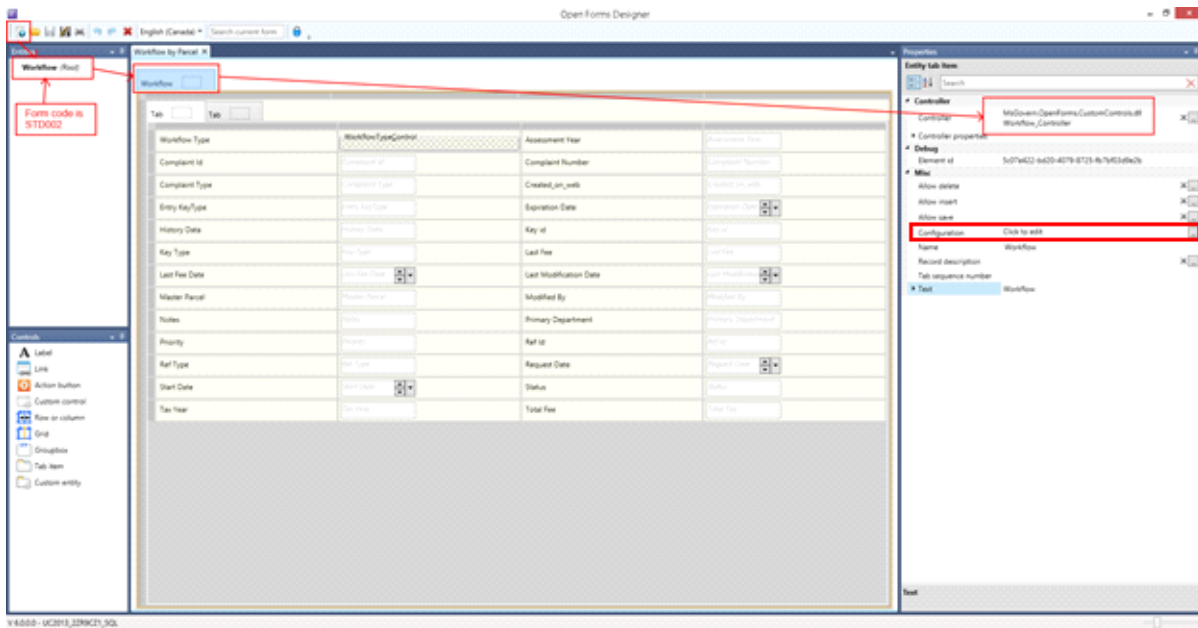 Open Forms Designer
English (Canada)
Search current form
Workflow (Root)
Form code is
STD002
Controls
Label
Link
Action button
Custom control
Row or column
Grid
Groupbox
Tab item
Custom entity
Workflow by Parcel
Workflow
Tab
Tab
Workflow Type
WorkflowTypeControl
Assessment Year
Complaint Id
Complaint Number
Complaint Type
Created_on_web
Entry KeyType
Expiration Date
History Data
Key id
Key Type
Last Fee
Last Fee Date
Last Modification Date
Master Parcel
Modified By
Notes
Primary Department
Priority
Ref id
Ref Type
Request Date
Start Date
Status
Tax Year
Total Fee
Properties
Entity tab item
Search
Controller
Controller
MsGovern.OpenForms.CustomControls.dll
Workflow_Controller
Controller properties
Debug
Element id
Misc
Allow delete
Allow insert
Allow save
Configuration
Click to edit
Name
Workflow
Record description
Tab sequence number
Text
Workflow
Text